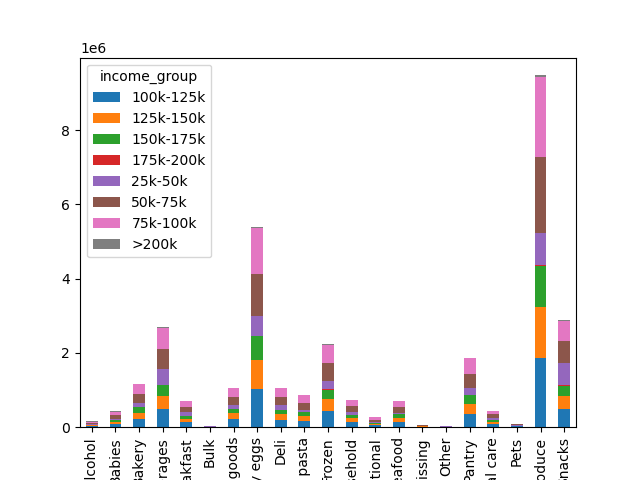 1e6
income_group
100k-125k
125k-150k
150k-175k
175k-200k
25k-50k
50k-75k
75k-100k
>200k
8
6
4
2
0
lcohol
Babies
akery
rages
akfast
Bulk
goods
y eggs
Deli
pasta
rozen
sehold
tional
eafood
issing
Other
Pantry
al care
Pets
oduce
nacks